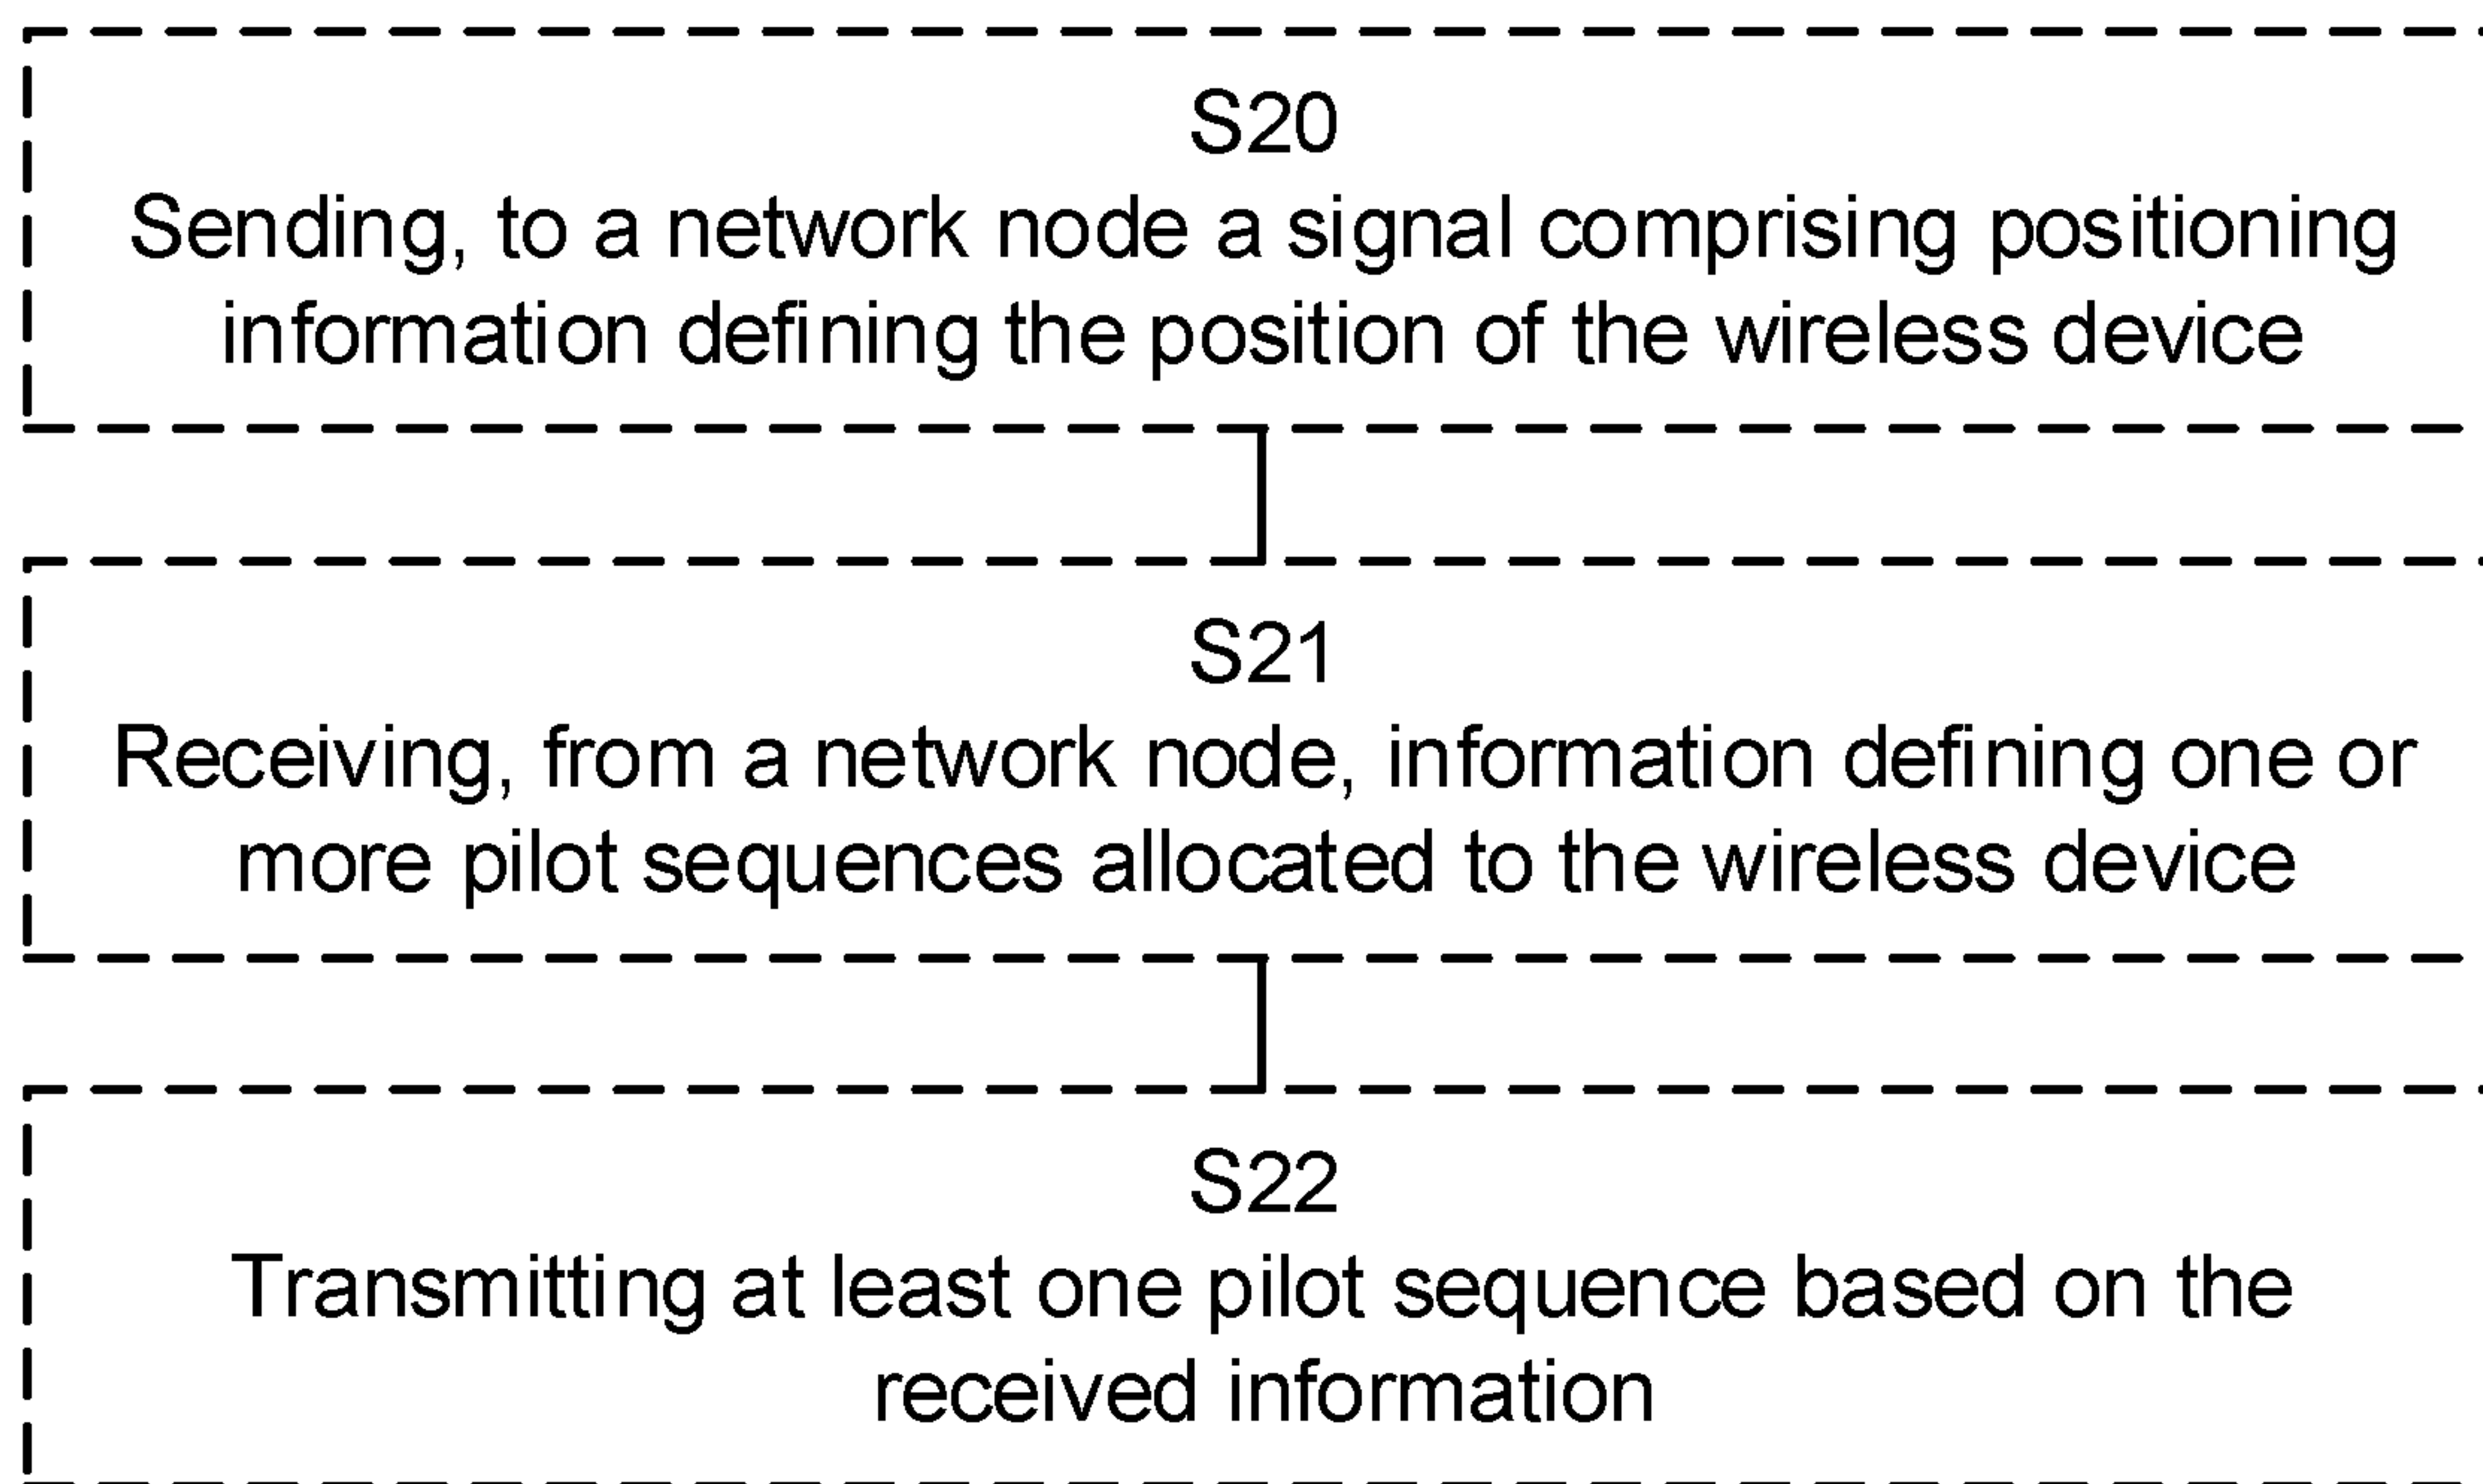 S20
Sending, to a network node a signal comprising positioning
information defining the position of the wireless device
S21
Receiving, from a network node, information defining one or
more pilot sequences allocated to the wireless device
S22
Transmitting at least one pilot sequence based on the
received information